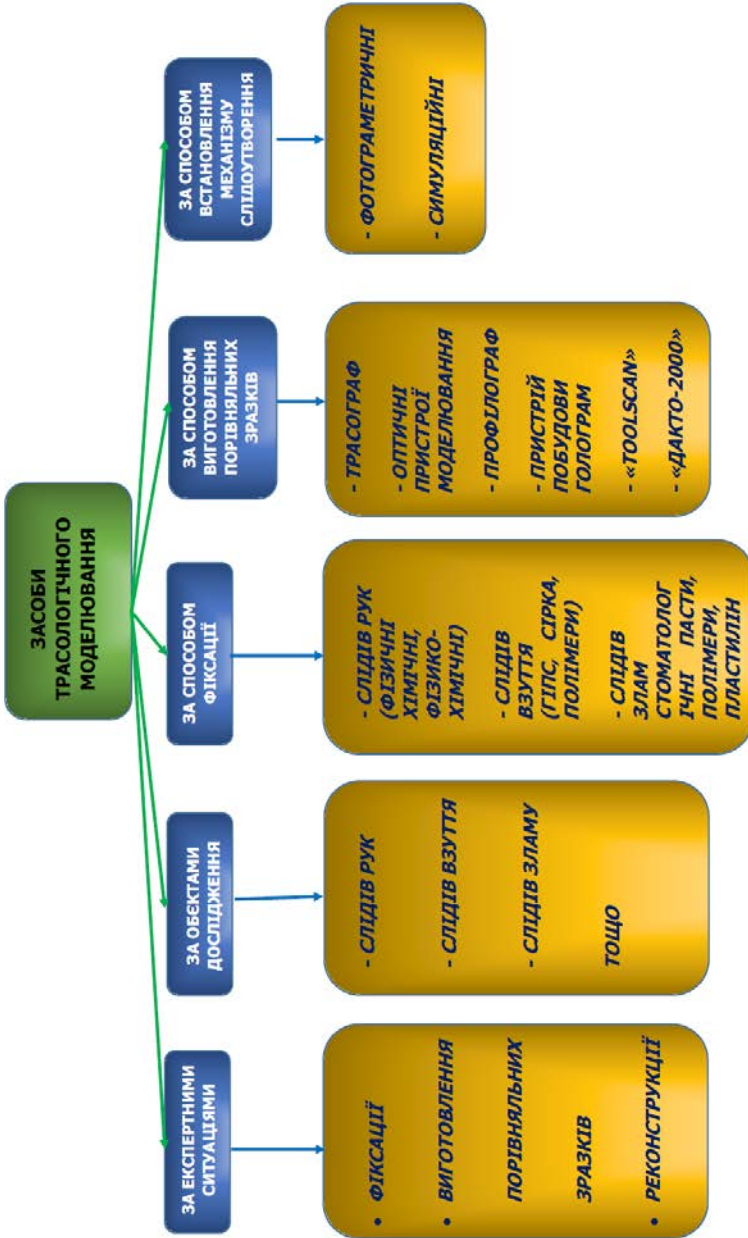 ЗАСОБИ
ТРАСОЛОГІЧНОГО
МОДЕЛЮВАННЯ
ЗА ЕКСПЕРТНИМИ
СИТУАЦІЯМИ
• ФІКСАЦІЇ
• ВИГОТОВЛЕННЯ
ПОРІВНЯЛЬНИХ
ЗРАЗКІВ
• РЕКОНСТРУКЦІЇ
ЗА ОБЄКТАМИ
ДОСЛІДЖЕННЯ
- СЛІДІВ РУК
- СЛІДІВ ВЗУТТЯ
- СЛІДІВ ЗЛАМУ
ТОЩО
ЗА СПОСОБОМ
ФІКСАЦІЇ
- СЛІДІВ РУК
(ФІЗИЧНІ
ХІМІЧНІ,
ФІЗИКО-
ХІМІЧНІ)
- СЛІДІВ
ВЗУТТЯ
(ГІПС, СІРКА,
ПОЛІМЕРИ)
- СЛІДІВ
ЗЛАМ
СТОМАТОЛОГ
ІЧНІ ПАСТИ,
ПОЛІМЕРИ,
ПЛАСТИЛІН
ЗА СПОСОБОМ
ВИГОТОВЛЕННЯ
ПОРІВНЯЛЬНИХ
ЗРАЗКІВ
- ТРАСОГРАФ
- ОПТИЧНІ
ПРИСТРОЇ
МОДЕЛЮВАННЯ
- ПРОФІЛОГРАФ
- ПРИСТРІЙ
ПОБУДОВИ
ГОЛОГРАМ
- «TOOLSCAN»
- «ДАКТО-2000»
ЗА СПОСОБОМ
ВСТАНОВЛЕННЯ
МЕХАНІЗМУ
СЛІДОУТВОРЕННЯ
- ФОТОГРАМЕТРИЧНІ
- СИМУЛЯЦІЙНІ